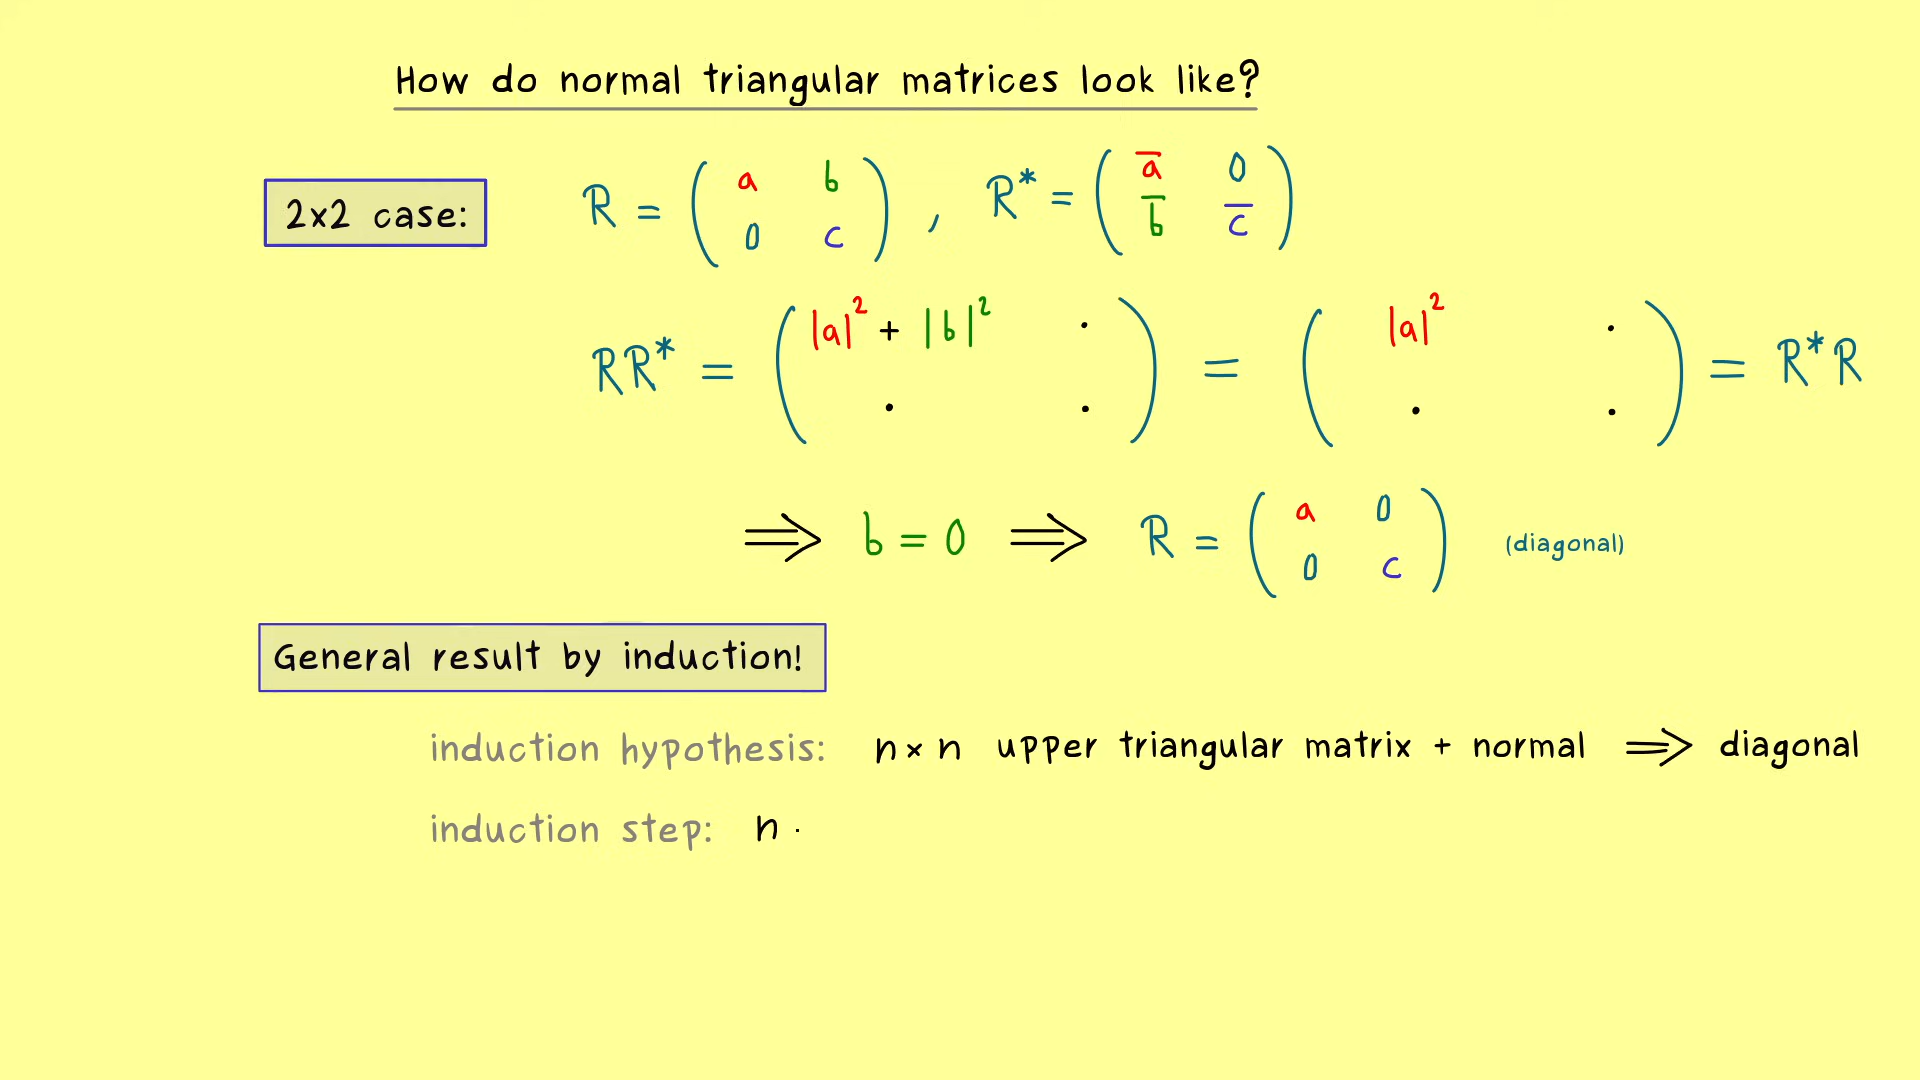 How do normal triangular matrices look like?
2x2 case: R = ( a b ; 0 c ) , R* = ( a̅ 0 ; b̅ c̅ )
RR* = ( |a|² + |b|² · ; · · ) = ( |a|² · ; · · ) = R*R
⟹ b = 0 ⟹ R = ( a 0 ; 0 c ) (diagonal)
General result by induction!
induction hypothesis: n × n upper triangular matrix + normal ⟹ diagonal
induction step: n ·